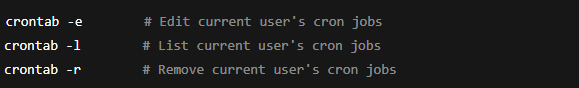 crontab -e        # Edit current user's cron jobs
crontab -l        # List current user's cron jobs
crontab -r        # Remove current user's cron jobs